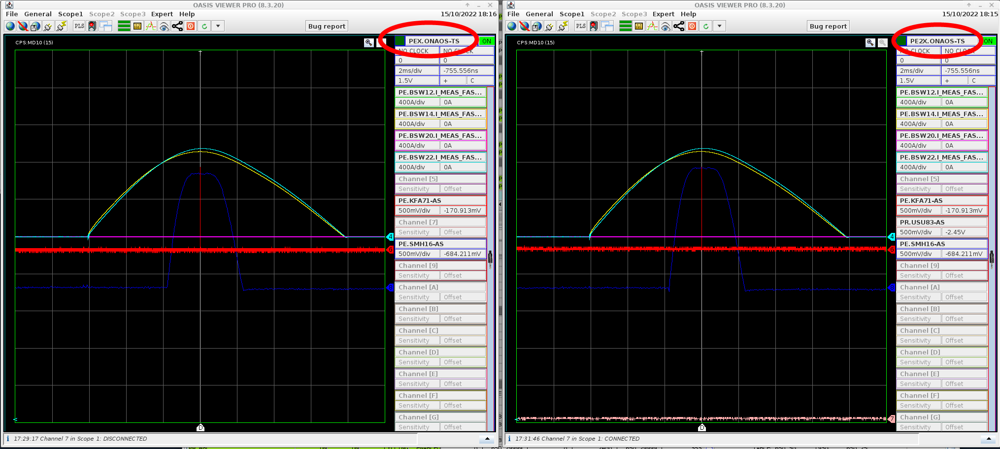 OASIS VIEWER PRO (8.3.20)
File General Scope1 Scope2 Scope3 Expert Help
15/10/2022 18:16
PLS
Bug report
CPS:MD10 (15)
PEX.ONAOS-TS
ON
NO CLOCK NO CLOCK
0 0
2ms/div -755.556ns
1.5V + C
PE.BSW12.I_MEAS_FAS...
400A/div 0A
PE.BSW14.I_MEAS_FAS...
400A/div 0A
PE.BSW20.I_MEAS_FAS...
400A/div 0A
PE.BSW22.I_MEAS_FAS...
400A/div 0A
Channel [5]
Sensitivity Offset
PE.KFA71-AS
500mV/div -170.913mV
Channel [7]
Sensitivity Offset
PE.SMH16-AS
500mV/div -684.211mV
Channel [9]
Sensitivity Offset
Channel [A]
Sensitivity Offset
Channel [B]
Sensitivity Offset
Channel [C]
Sensitivity Offset
Channel [D]
Sensitivity Offset
Channel [E]
Sensitivity Offset
Channel [F]
Sensitivity Offset
Channel [G]
Sensitivity Offset
4
6
D
17:29:17 Channel 7 in Scope 1: DISCONNECTED
OASIS VIEWER PRO (8.3.20)
File General Scope1 Scope2 Scope3 Expert Help
15/10/2022 18:15
PLS
Bug report
CPS:MD10 (15)
PE2X.ONAOS-TS
ON
NO CLOCK NO CLOCK
0 0
2ms/div -755.556ns
1.5V + C
PE.BSW12.I_MEAS_FAS...
400A/div 0A
PE.BSW14.I_MEAS_FAS...
400A/div 0A
PE.BSW20.I_MEAS_FAS...
400A/div 0A
PE.BSW22.I_MEAS_FAS...
400A/div 0A
Channel [5]
Sensitivity Offset
PE.KFA71-AS
500mV/div -170.913mV
PR.USU83-AS
500mV/div -2.45V
PE.SMH16-AS
500mV/div -684.211mV
Channel [9]
Sensitivity Offset
Channel [A]
Sensitivity Offset
Channel [B]
Sensitivity Offset
Channel [C]
Sensitivity Offset
Channel [D]
Sensitivity Offset
Channel [E]
Sensitivity Offset
Channel [F]
Sensitivity Offset
Channel [G]
Sensitivity Offset
4
6
7
D
17:31:46 Channel 7 in Scope 1: CONNECTED